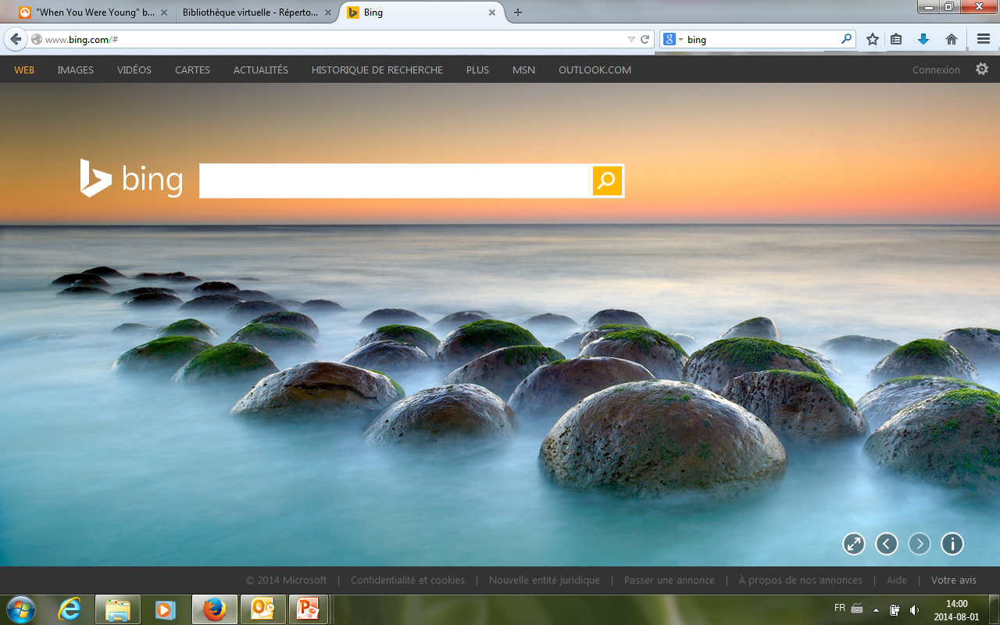 "When You Were Young" b...
Bibliothèque virtuelle - Réperto...
Bing
www.bing.com/#
bing
WEB IMAGES VIDÉOS CARTES ACTUALITÉS HISTORIQUE DE RECHERCHE PLUS MSN OUTLOOK.COM Connexion
bing
© 2014 Microsoft | Confidentialité et cookies | Nouvelle entité juridique | Passer une annonce | À propos de nos annonces | Aide | Votre avis
FR 14:00
2014-08-01